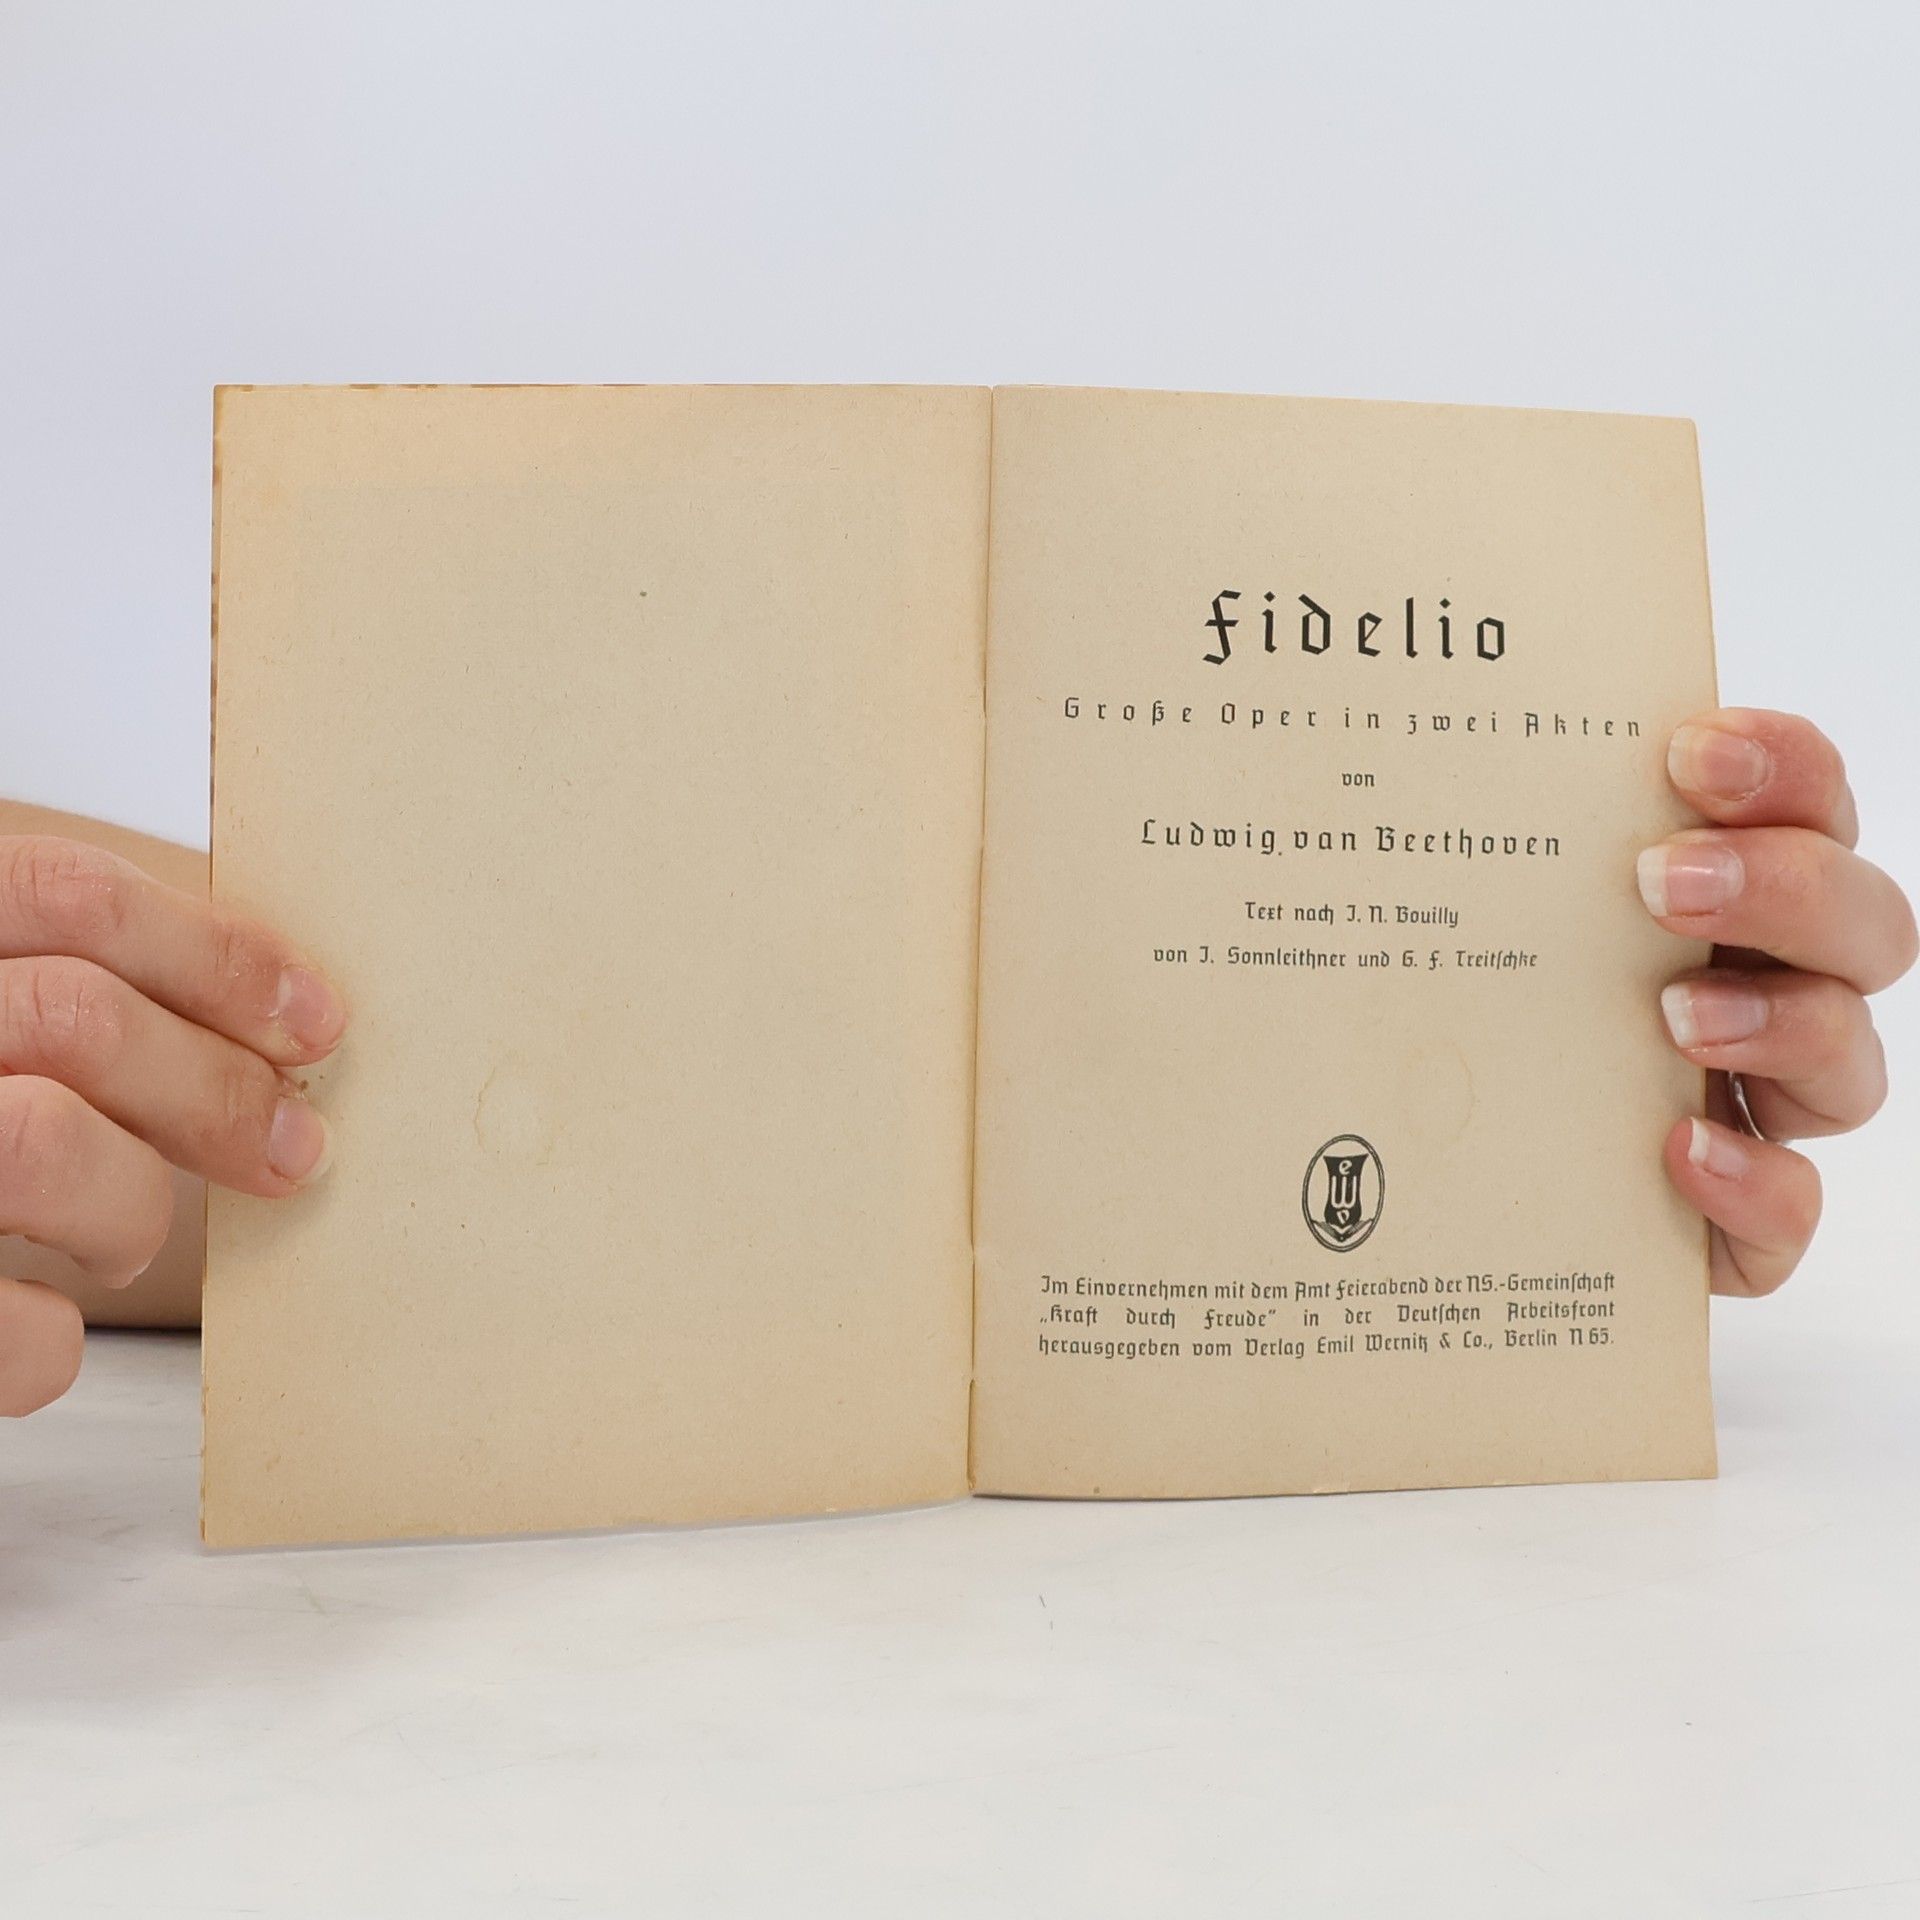 Fidelio
Große Oper in zwei Akten
von
Ludwig van Beethoven
Text nach J. N. Bouilly
von J. Sonnleithner und G. F. Treitschke
e
W
v
Im Einvernehmen mit dem Amt Feierabend der NS.-Gemeinschaft
„Kraft durch Freude“ in der Deutschen Arbeitsfront
herausgegeben vom Verlag Emil Wernitz & Co., Berlin N 65.